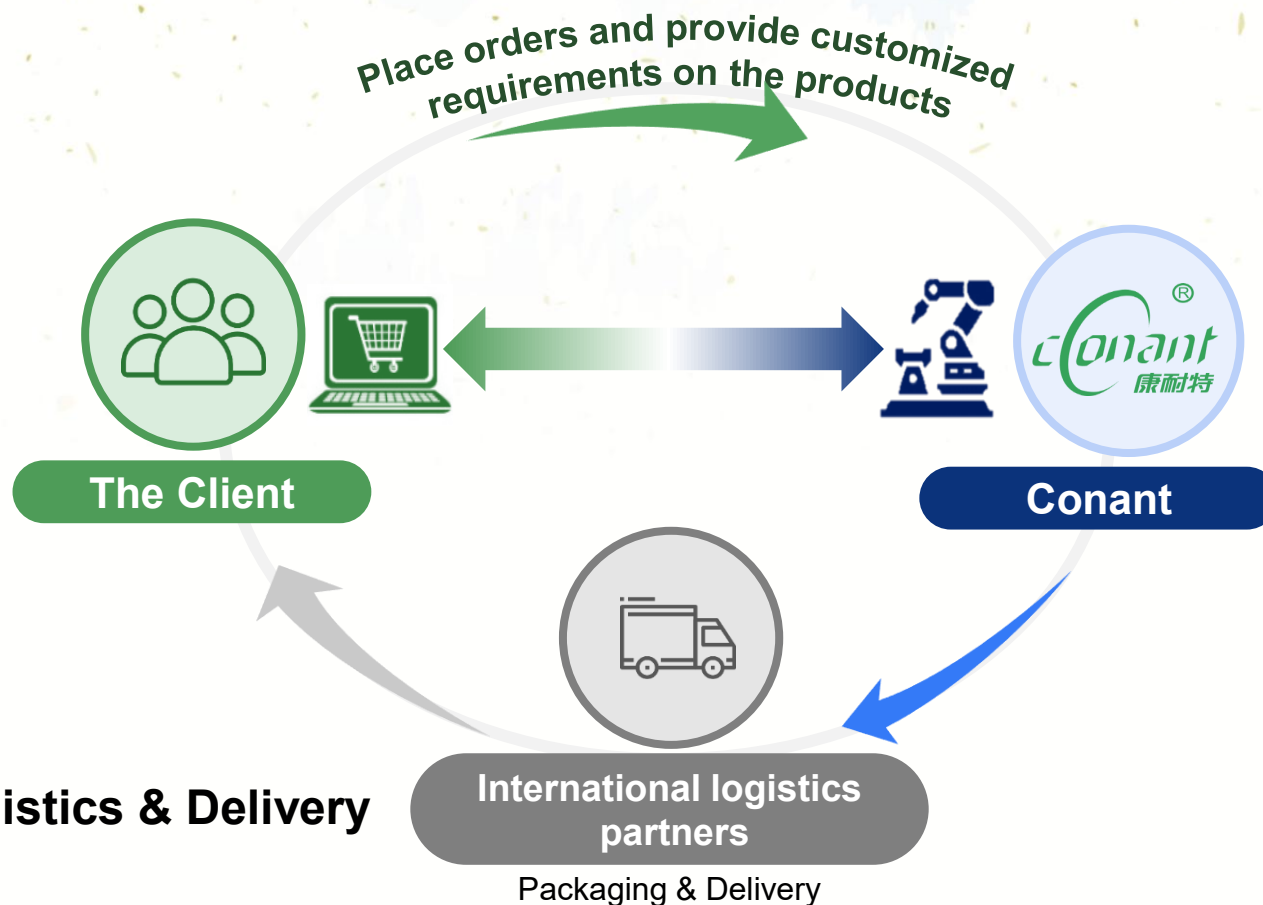 Place orders and provide customized
requirements on the products
conant
®
康耐特
The Client
Conant
International logistics
partners
istics & Delivery
Packaging & Delivery